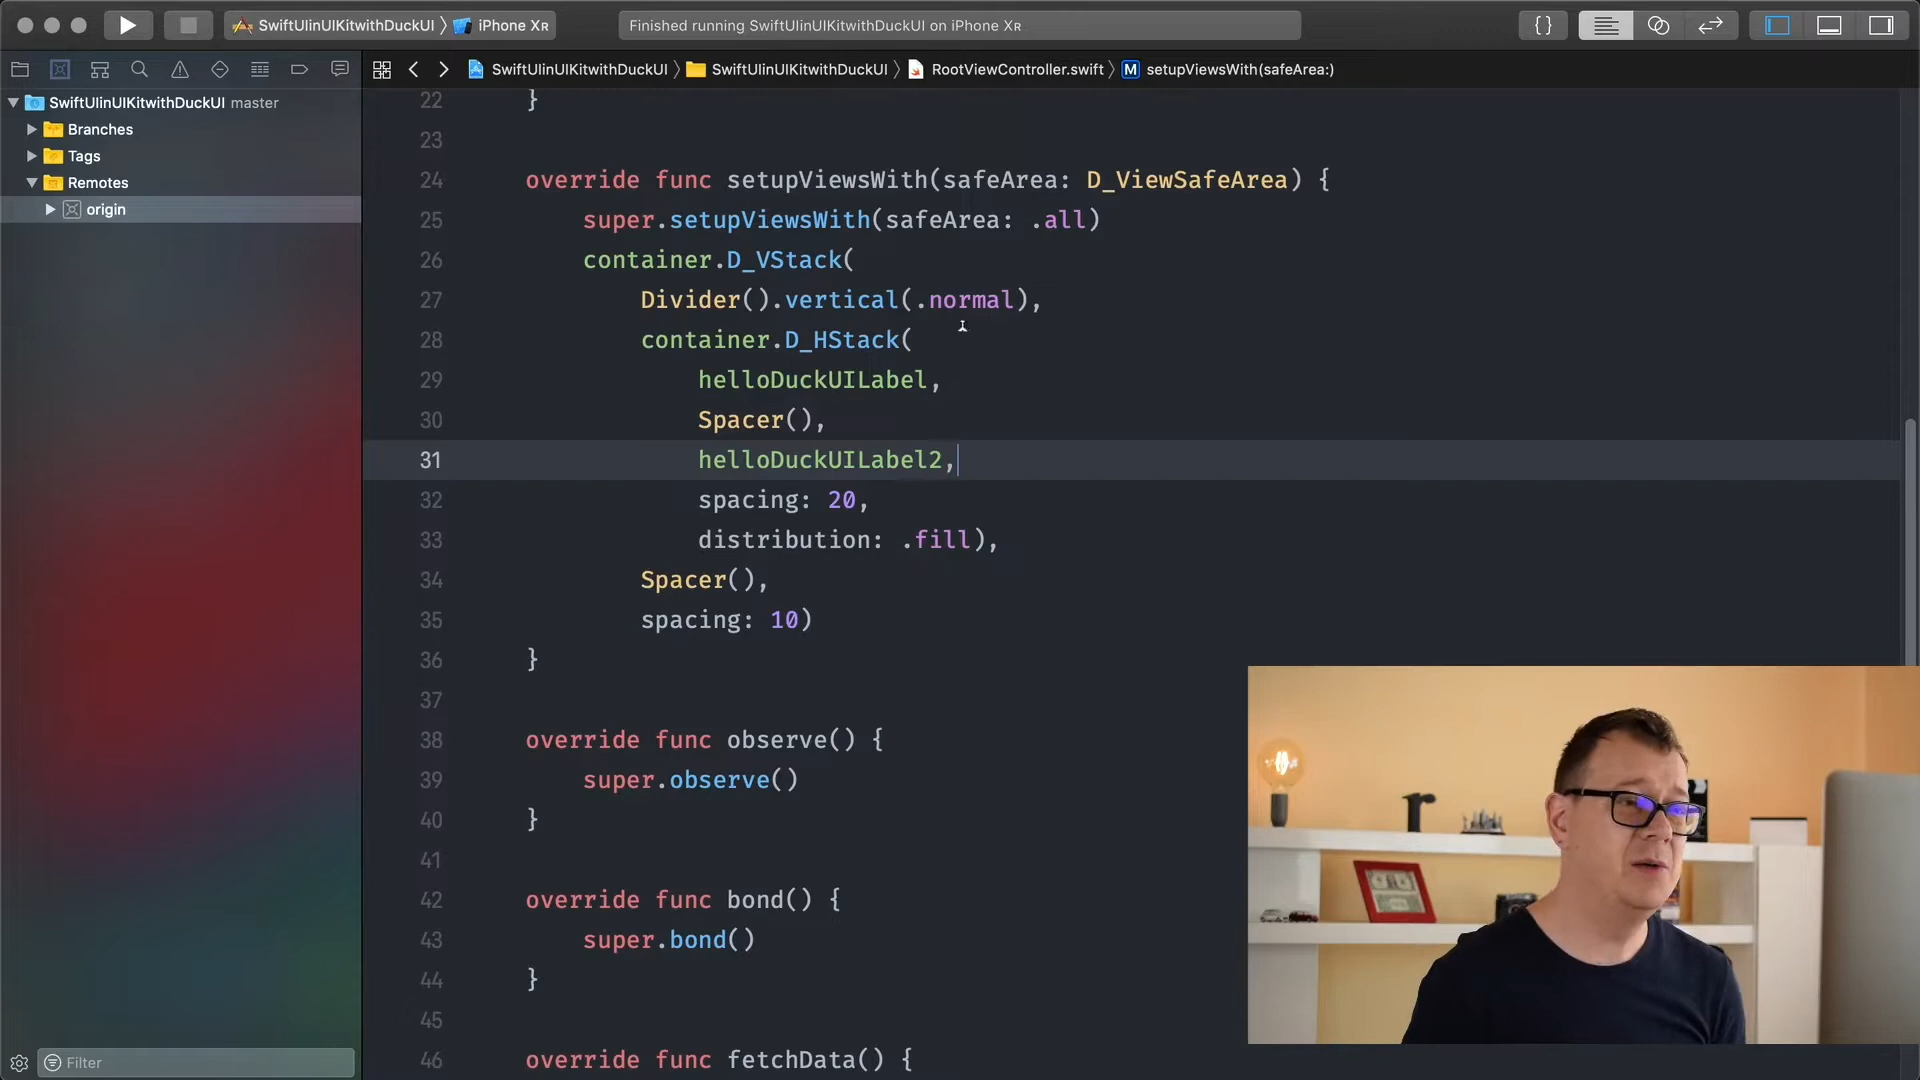 SwiftUIinUIKitwithDuckUI 〉 iPhone Xʀ
Finished running SwiftUIinUIKitwithDuckUI on iPhone Xʀ
{}
SwiftUIinUIKitwithDuckUI 〉 SwiftUIinUIKitwithDuckUI 〉 RootViewController.swift 〉 M setupViewsWith(safeArea:)
SwiftUIinUIKitwithDuckUI master
Branches
Tags
Remotes
origin
Filter
22 }
23
24 override func setupViewsWith(safeArea: D_ViewSafeArea) {
25 super.setupViewsWith(safeArea: .all)
26 container.D_VStack(
27 Divider().vertical(.normal),
28 container.D_HStack(
29 helloDuckUILabel,
30 Spacer(),
31 helloDuckUILabel2,
32 spacing: 20,
33 distribution: .fill),
34 Spacer(),
35 spacing: 10)
36 }
37
38 override func observe() {
39 super.observe()
40 }
41
42 override func bond() {
43 super.bond()
44 }
45
46 override func fetchData() {